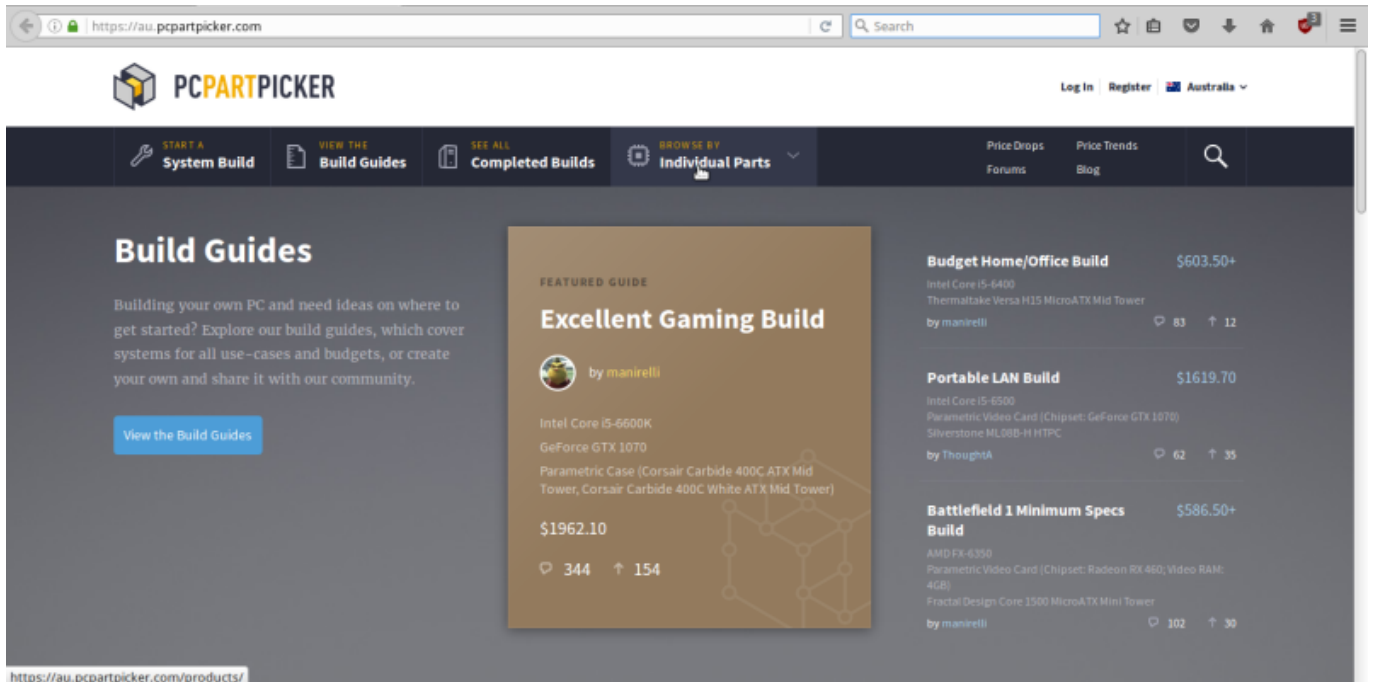 https://au.pcpartpicker.com
Search
3
PCPARTPICKER
Log In Register Australia
START A
System Build
VIEW THE
Build Guides
SEE ALL
Completed Builds
BROWSE BY
Individual Parts
Price Drops Price Trends
Forums Blog
Build Guides
Building your own PC and need ideas on where to
get started? Explore our build guides, which cover
systems for all use-cases and budgets, or create
your own and share it with our community.
View the Build Guides
FEATURED GUIDE
Excellent Gaming Build
by manirelli
Intel Core i5-6600K
GeForce GTX 1070
Parametric Case (Corsair Carbide 400C ATX Mid
Tower, Corsair Carbide 400C White ATX Mid Tower)
$1962.10
344 154
Budget Home/Office Build $603.50+
Intel Core i5-6400
Thermaltake Versa H15 MicroATX Mid Tower
by manirelli 83 12
Portable LAN Build $1619.70
Intel Core i5-6500
Parametric Video Card (Chipset: GeForce GTX 1070)
Silverstone ML08B-H HTPC
by ThoughtA 62 35
Battlefield 1 Minimum Specs $586.50+
Build
AMD FX-6350
Parametric Video Card (Chipset: Radeon RX 460; Video RAM:
4GB)
Fractal Design Core 1500 MicroATX Mini Tower
by manirelli 102 30
https://au.pcpartpicker.com/products/